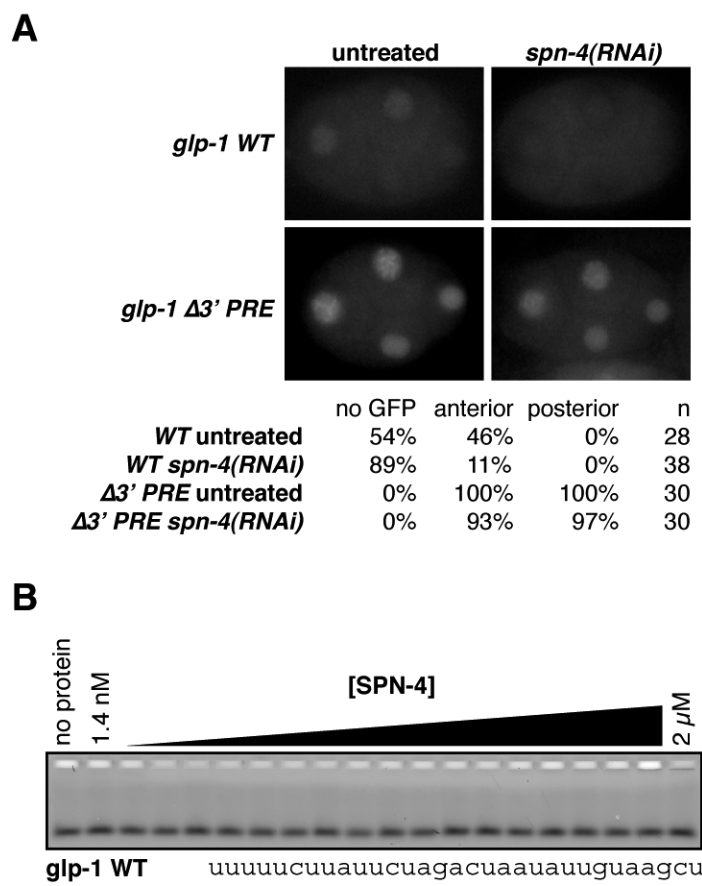 A
untreated spn-4(RNAi)
glp-1 WT
glp-1 Δ3' PRE
no GFP anterior posterior n
WT untreated 54% 46% 0% 28
WT spn-4(RNAi) 89% 11% 0% 38
Δ3' PRE untreated 0% 100% 100% 30
Δ3' PRE spn-4(RNAi) 0% 93% 97% 30
B
no protein
1.4 nM
[SPN-4]
2 µM
glp-1 WT uuuuucuuauucuagacuaauauuguaagcu